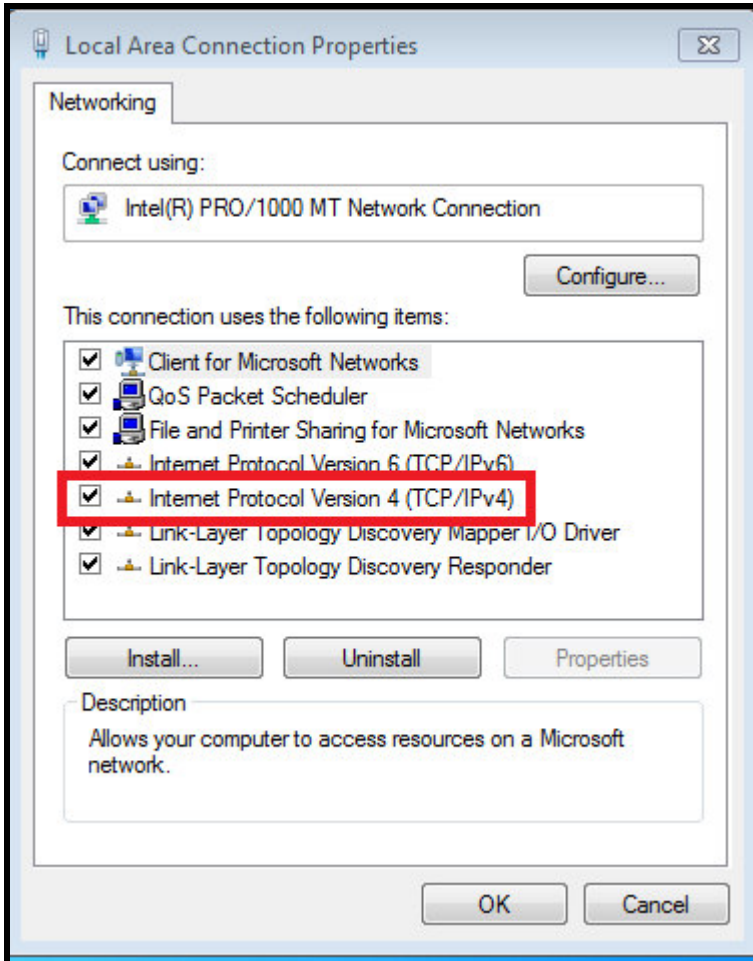 Local Area Connection Properties
Networking
Connect using:
Intel(R) PRO/1000 MT Network Connection
Configure...
This connection uses the following items:
Client for Microsoft Networks
QoS Packet Scheduler
File and Printer Sharing for Microsoft Networks
Internet Protocol Version 6 (TCP/IPv6)
Internet Protocol Version 4 (TCP/IPv4)
Link-Layer Topology Discovery Mapper I/O Driver
Link-Layer Topology Discovery Responder
Install... Uninstall Properties
Description
Allows your computer to access resources on a Microsoft
network.
OK Cancel